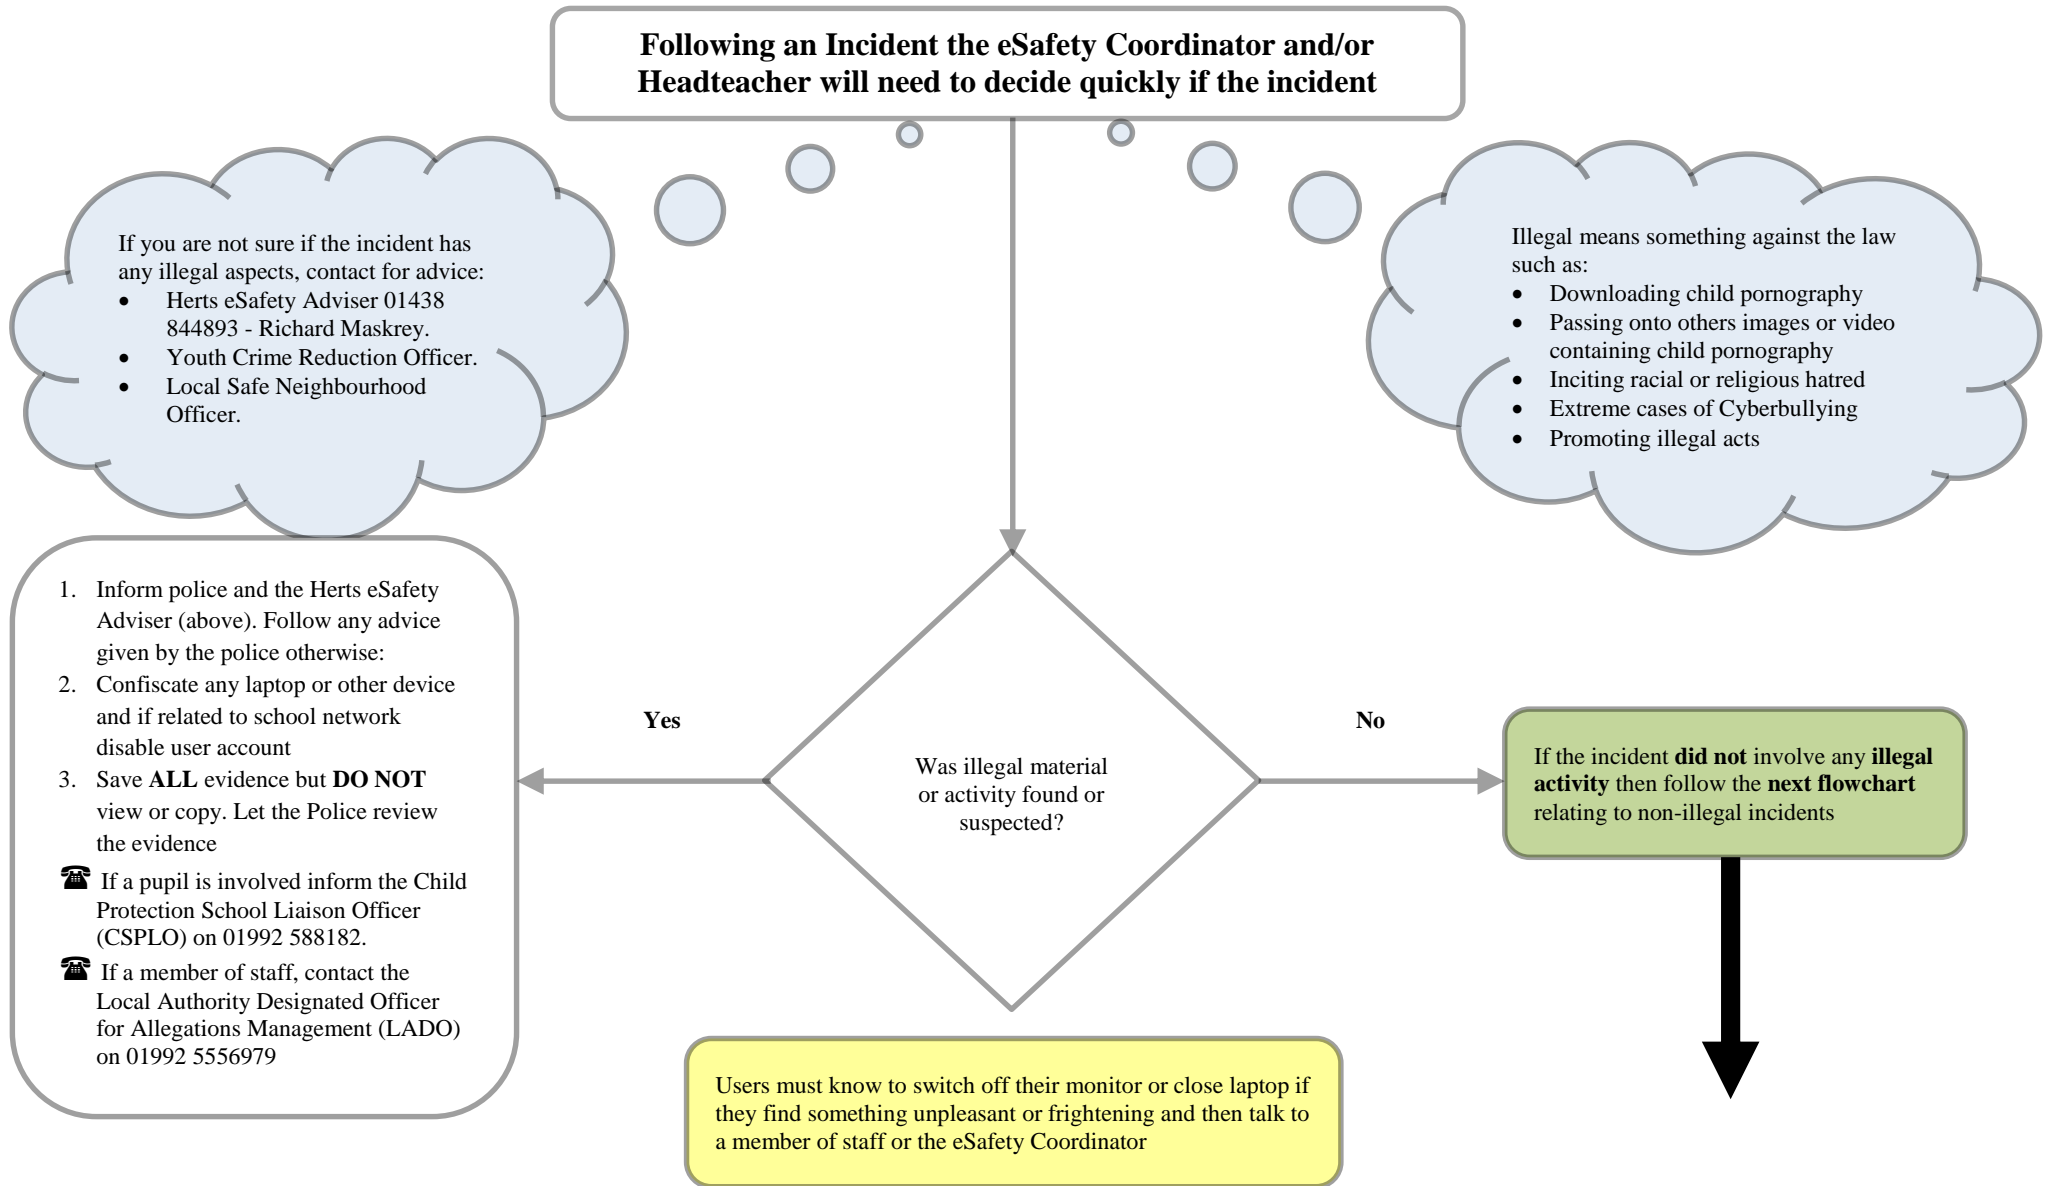 Following an Incident the eSafety Coordinator and/or
Headteacher will need to decide quickly if the incident
If you are not sure if the incident has
any illegal aspects, contact for advice:
• Herts eSafety Adviser 01438
844893 - Richard Maskrey.
• Youth Crime Reduction Officer.
• Local Safe Neighbourhood
Officer.
Illegal means something against the law
such as:
• Downloading child pornography
• Passing onto others images or video
containing child pornography
• Inciting racial or religious hatred
• Extreme cases of Cyberbullying
• Promoting illegal acts
1. Inform police and the Herts eSafety
Adviser (above). Follow any advice
given by the police otherwise:
2. Confiscate any laptop or other device
and if related to school network
disable user account
3. Save ALL evidence but DO NOT
view or copy. Let the Police review
the evidence
☎ If a pupil is involved inform the Child
Protection School Liaison Officer
(CSPLO) on 01992 588182.
☎ If a member of staff, contact the
Local Authority Designated Officer
for Allegations Management (LADO)
on 01992 5556979
Yes
Was illegal material
or activity found or
suspected?
No
If the incident did not involve any illegal
activity then follow the next flowchart
relating to non-illegal incidents
Users must know to switch off their monitor or close laptop if
they find something unpleasant or frightening and then talk to
a member of staff or the eSafety Coordinator